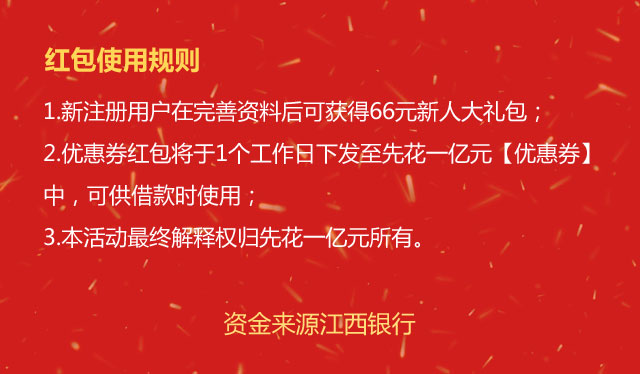 红包使用规则
1.新注册用户在完善资料后可获得66元新人大礼包；
2.优惠券红包将于1个工作日下发至先花一亿元【优惠券】
中，可供借款时使用；
3.本活动最终解释权归先花一亿元所有。
资金来源江西银行